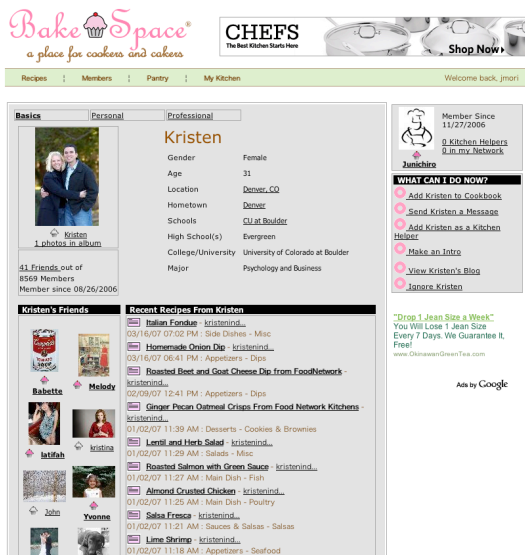 BakeSpace®
a place for cookers and cakers
CHEFS
The Best Kitchen Starts Here
Shop Now
Recipes ¦ Members ¦ Pantry ¦ My Kitchen
Welcome back, jmori
Basics
Personal
Professional
Kristen
Gender Female
Age 31
Location Denver, CO
Hometown Denver
Schools CU at Boulder
High School(s) Evergreen
College/University University of Colorado at Boulder
Major Psychology and Business
Kristen
1 photos in album
41 Friends out of
8569 Members
Member since 08/26/2006
Kristen's Friends
Babette
Melody
latifah
kristina
John
Yvonne
Recent Recipes From Kristen
Italian Fondue - kristenind...
03/16/07 07:02 PM : Side Dishes - Misc
Homemade Onion Dip - kristenind...
03/16/07 06:41 PM : Appetizers - Dips
Roasted Beet and Goat Cheese Dip from FoodNetwork -
kristenind...
02/09/07 12:41 PM : Appetizers - Dips
Ginger Pecan Oatmeal Crisps From Food Network Kitchens -
kristenind...
01/02/07 11:39 AM : Desserts - Cookies & Brownies
Lentil and Herb Salad - kristenind...
01/02/07 11:29 AM : Salads - Misc
Roasted Salmon with Green Sauce - kristenind...
01/02/07 11:27 AM : Main Dish - Fish
Almond Crusted Chicken - kristenind...
01/02/07 11:25 AM : Main Dish - Poultry
Salsa Fresca - kristenind...
01/02/07 11:21 AM : Sauces & Salsas - Salsas
Lime Shrimp - kristenind...
01/02/07 11:18 AM : Appetizers - Seafood
Junichiro
Member Since
11/27/2006
0 Kitchen Helpers
0 in my Network
WHAT CAN I DO NOW?
Add Kristen to Cookbook
Send Kristen a Message
Add Kristen as a Kitchen
Helper
Make an Intro
View Kristen's Blog
Ignore Kristen
"Drop 1 Jean Size a Week"
You Will Lose 1 Jean Size
Every 7 Days. We Guarantee It,
Free!
www.OkinawanGreenTea.com
Ads by Google